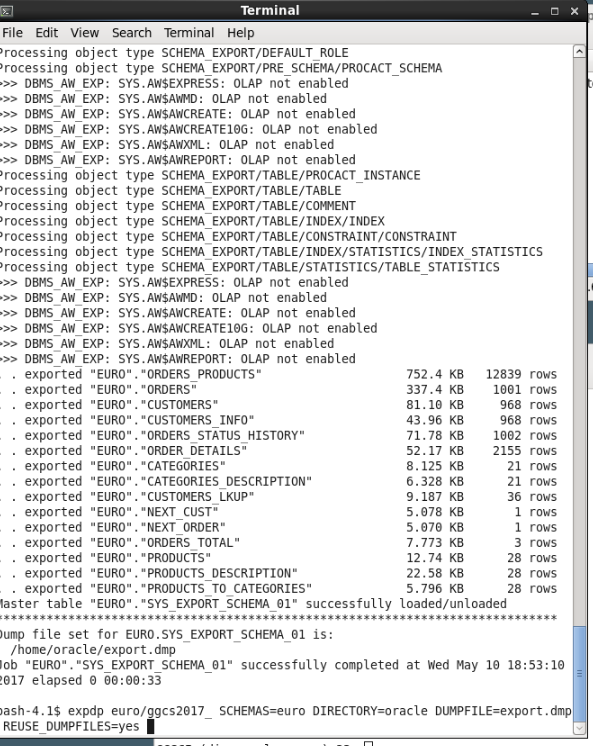 Terminal
File Edit View Search Terminal Help
Processing object type SCHEMA_EXPORT/DEFAULT_ROLE
Processing object type SCHEMA_EXPORT/PRE_SCHEMA/PROCACT_SCHEMA
>>> DBMS_AW_EXP: SYS.AW$EXPRESS: OLAP not enabled
>>> DBMS_AW_EXP: SYS.AW$AWMD: OLAP not enabled
>>> DBMS_AW_EXP: SYS.AW$AWCREATE: OLAP not enabled
>>> DBMS_AW_EXP: SYS.AW$AWCREATE10G: OLAP not enabled
>>> DBMS_AW_EXP: SYS.AW$AWXML: OLAP not enabled
>>> DBMS_AW_EXP: SYS.AW$AWREPORT: OLAP not enabled
Processing object type SCHEMA_EXPORT/TABLE/PROCACT_INSTANCE
Processing object type SCHEMA_EXPORT/TABLE/TABLE
Processing object type SCHEMA_EXPORT/TABLE/COMMENT
Processing object type SCHEMA_EXPORT/TABLE/INDEX/INDEX
Processing object type SCHEMA_EXPORT/TABLE/CONSTRAINT/CONSTRAINT
Processing object type SCHEMA_EXPORT/TABLE/INDEX/STATISTICS/INDEX_STATISTICS
Processing object type SCHEMA_EXPORT/TABLE/STATISTICS/TABLE_STATISTICS
>>> DBMS_AW_EXP: SYS.AW$EXPRESS: OLAP not enabled
>>> DBMS_AW_EXP: SYS.AW$AWMD: OLAP not enabled
>>> DBMS_AW_EXP: SYS.AW$AWCREATE: OLAP not enabled
>>> DBMS_AW_EXP: SYS.AW$AWCREATE10G: OLAP not enabled
>>> DBMS_AW_EXP: SYS.AW$AWXML: OLAP not enabled
>>> DBMS_AW_EXP: SYS.AW$AWREPORT: OLAP not enabled
. . exported "EURO"."ORDERS_PRODUCTS" 752.4 KB 12839 rows
. . exported "EURO"."ORDERS" 337.4 KB 1001 rows
. . exported "EURO"."CUSTOMERS" 81.10 KB 968 rows
. . exported "EURO"."CUSTOMERS_INFO" 43.96 KB 968 rows
. . exported "EURO"."ORDERS_STATUS_HISTORY" 71.78 KB 1002 rows
. . exported "EURO"."ORDER_DETAILS" 52.17 KB 2155 rows
. . exported "EURO"."CATEGORIES" 8.125 KB 21 rows
. . exported "EURO"."CATEGORIES_DESCRIPTION" 6.328 KB 21 rows
. . exported "EURO"."CUSTOMERS_LKUP" 9.187 KB 36 rows
. . exported "EURO"."NEXT_CUST" 5.078 KB 1 rows
. . exported "EURO"."NEXT_ORDER" 5.070 KB 1 rows
. . exported "EURO"."ORDERS_TOTAL" 7.773 KB 3 rows
. . exported "EURO"."PRODUCTS" 12.74 KB 28 rows
. . exported "EURO"."PRODUCTS_DESCRIPTION" 22.58 KB 28 rows
. . exported "EURO"."PRODUCTS_TO_CATEGORIES" 5.796 KB 28 rows
Master table "EURO"."SYS_EXPORT_SCHEMA_01" successfully loaded/unloaded
******************************************************************************
Dump file set for EURO.SYS_EXPORT_SCHEMA_01 is:
/home/oracle/export.dmp
Job "EURO"."SYS_EXPORT_SCHEMA_01" successfully completed at Wed May 10 18:53:10
2017 elapsed 0 00:00:33
bash-4.1$ expdp euro/ggcs2017_ SCHEMAS=euro DIRECTORY=oracle DUMPFILE=export.dmp
REUSE_DUMPFILES=yes